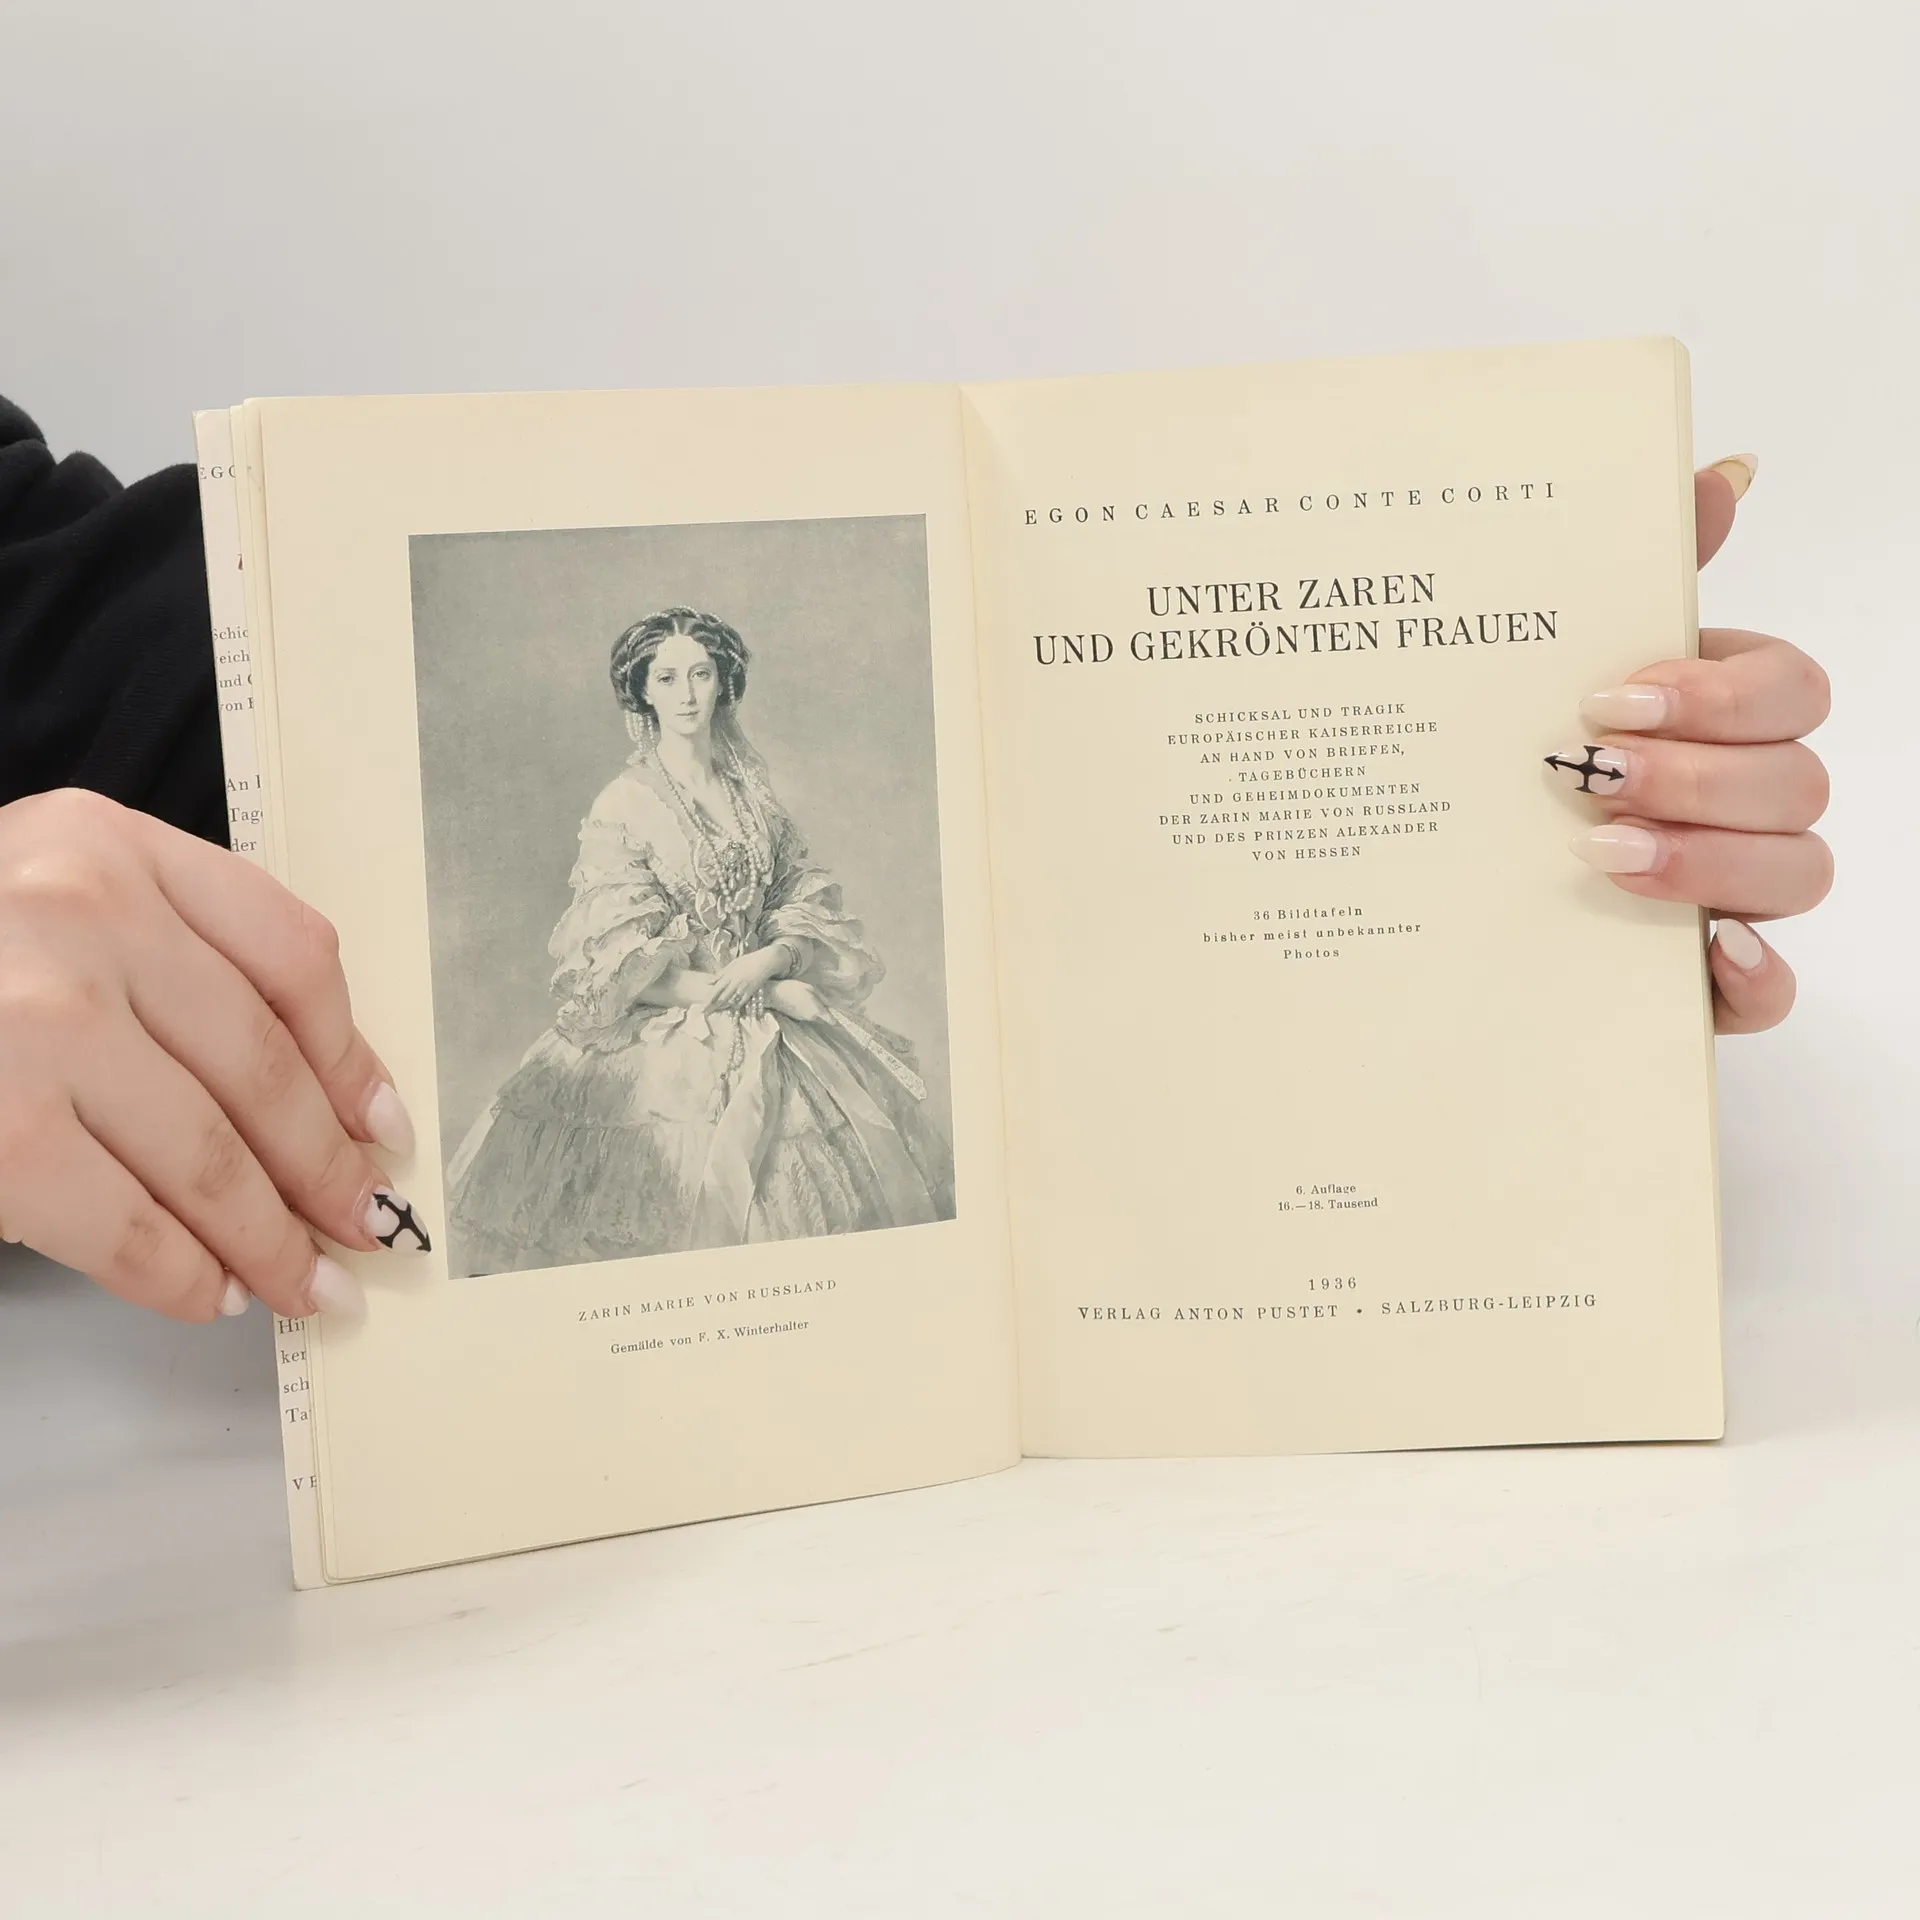 ZARIN MARIE VON RUSSLAND
Gemälde von F. X. Winterhalter
EGON CAESAR CONTE CORTI
UNTER ZAREN
UND GEKRÖNTEN FRAUEN
SCHICKSAL UND TRAGIK
EUROPÄISCHER KAISERREICHE
AN HAND VON BRIEFEN,
TAGEBÜCHERN
UND GEHEIMDOKUMENTEN
DER ZARIN MARIE VON RUSSLAND
UND DES PRINZEN ALEXANDER
VON HESSEN
36 Bildtafeln
bisher meist unbekannter
Photos
6. Auflage
16.—18. Tausend
1936
VERLAG ANTON PUSTET • SALZBURG-LEIPZIG